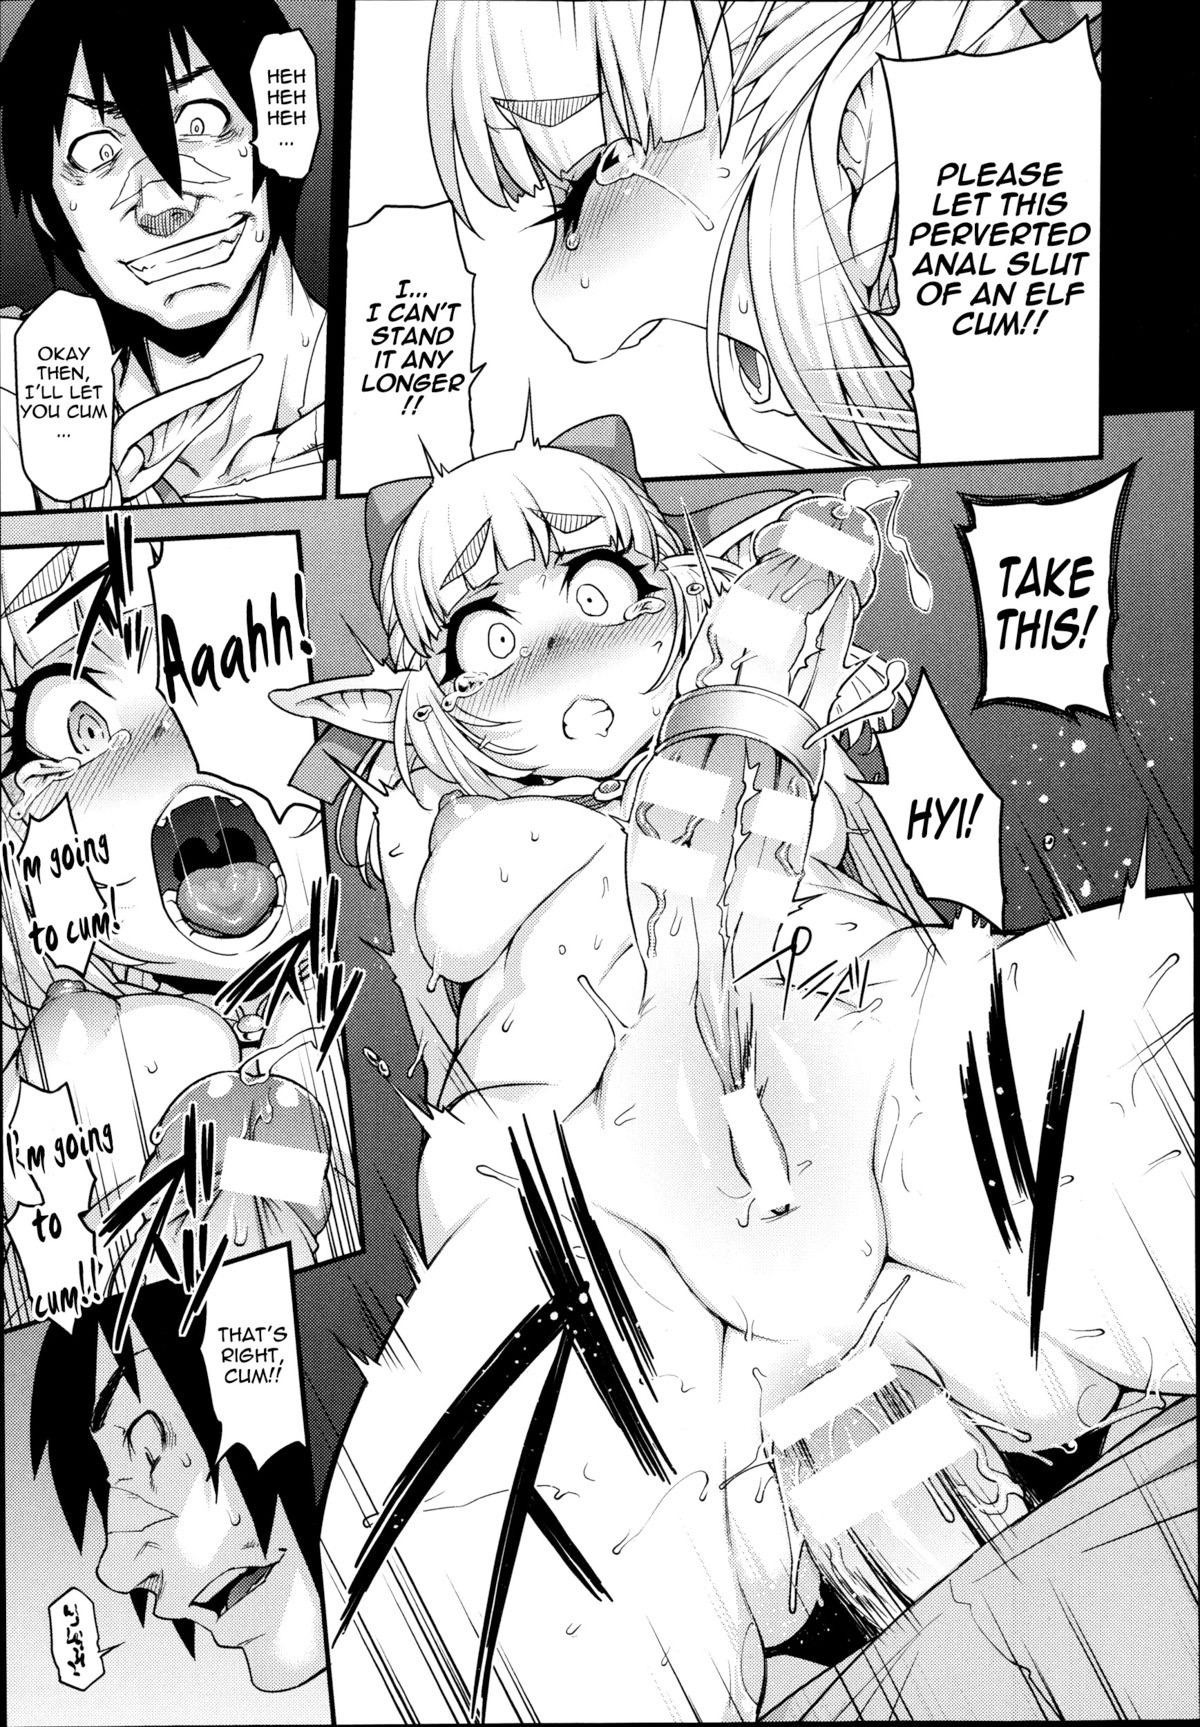 PLEASE
LET THIS
PERVERTED
ANAL SLUT
OF AN ELF
CUM!!
I...
I CAN'T
STAND
IT ANY
LONGER
!!
HEH
HEH
HEH
...
OKAY
THEN,
I'LL LET
YOU CUM
...
TAKE
THIS!
HYI!
Aaahh!
I'm going
to cum!
I'm going
to
cum!!
THAT'S
RIGHT,
CUM!!